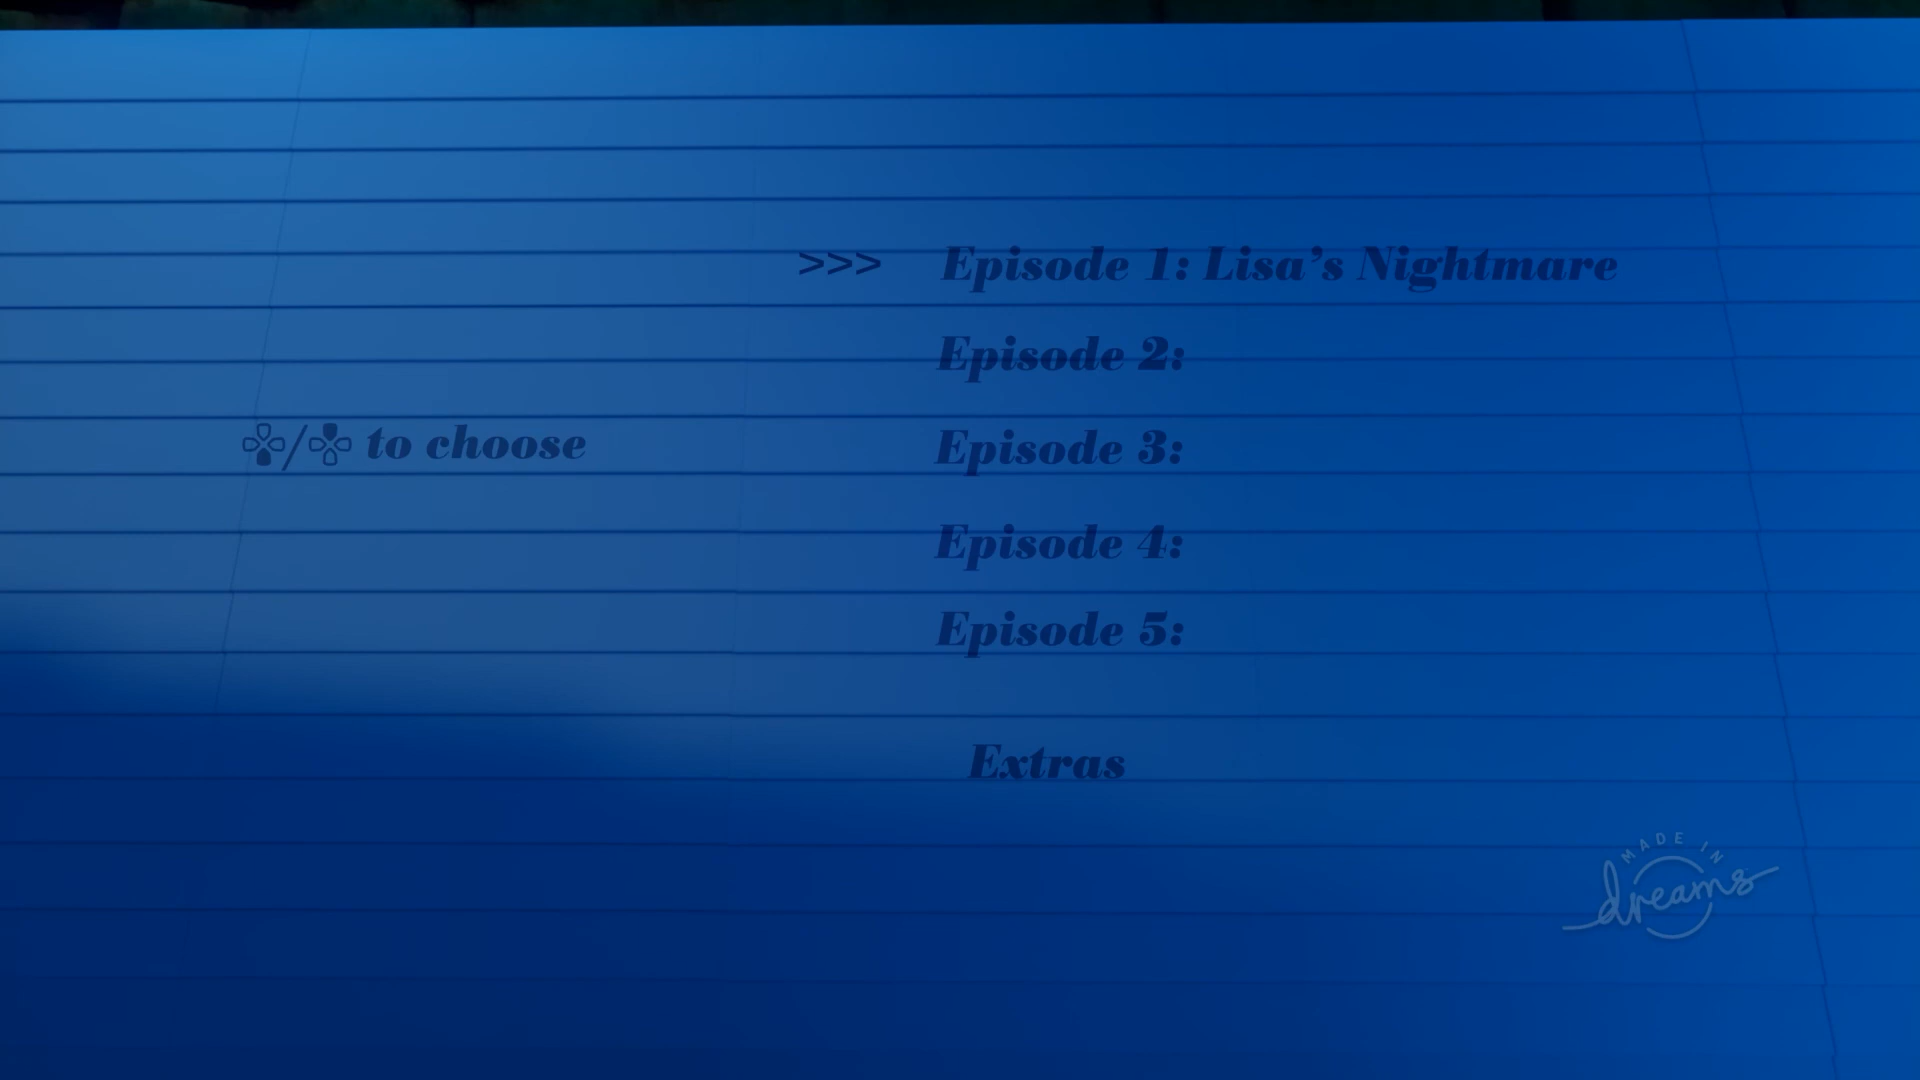 >>> Episode 1: Lisa’s Nightmare
Episode 2:
/ to choose
Episode 3:
Episode 4:
Episode 5:
Extras
MADE IN
dreams